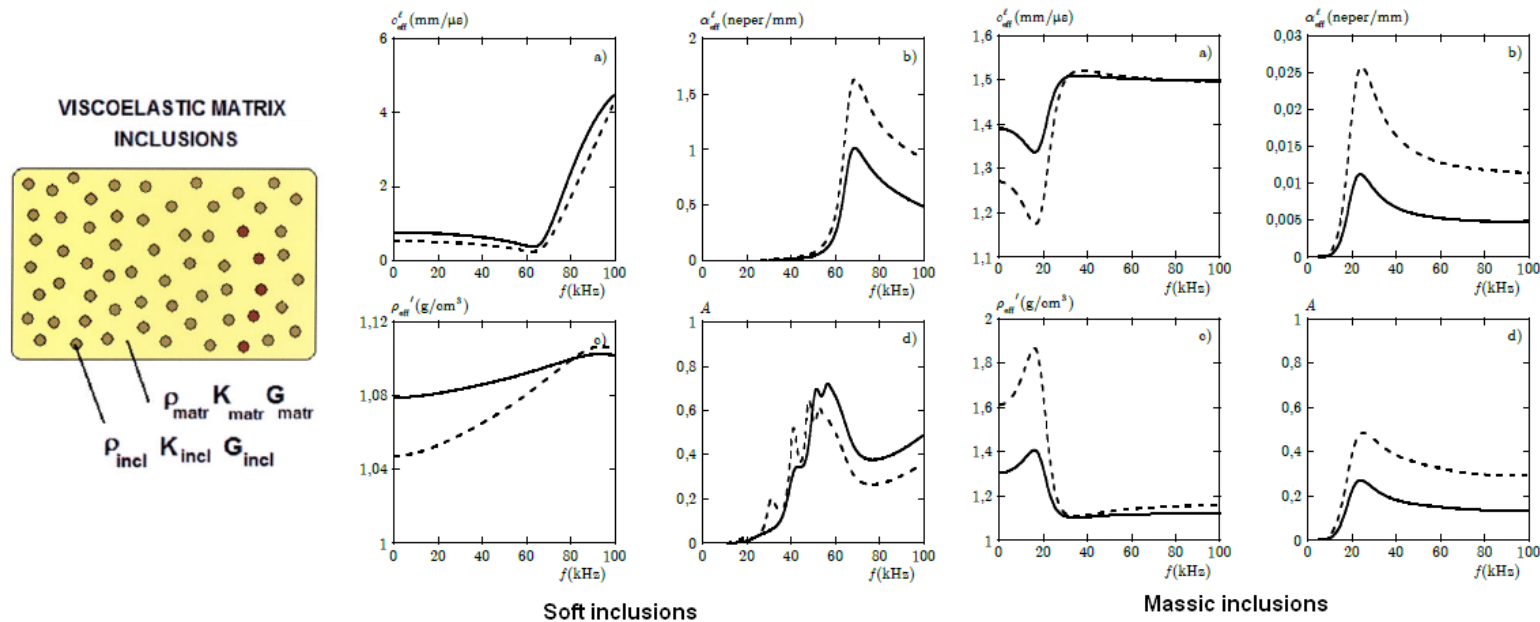 VISCOELASTIC MATRIX
INCLUSIONS
ρmatr Kmatr Gmatr
ρincl Kincl Gincl
cℓeff(mm/µs)
a)
6
4
2
0
0 20 40 60 80 100
f(kHz)
αℓeff(neper/mm)
b)
2
1,5
1
0,5
0
0 20 40 60 80 100
f(kHz)
ρeff′(g/cm³)
c)
1,12
1,08
1,04
1
0 20 40 60 80 100
f(kHz)
A
d)
1
0,8
0,6
0,4
0,2
0
0 20 40 60 80 100
f(kHz)
Soft inclusions
cℓeff(mm/µs)
a)
1,6
1,5
1,4
1,3
1,2
1,1
0 20 40 60 80 100
f(kHz)
αℓeff(neper/mm)
b)
0,03
0,025
0,02
0,015
0,01
0,005
0
0 20 40 60 80 100
f(kHz)
ρeff′(g/cm³)
c)
2
1,8
1,6
1,4
1,2
1
0 20 40 60 80 100
f(kHz)
A
d)
1
0,8
0,6
0,4
0,2
0
0 20 40 60 80 100
f(kHz)
Massic inclusions